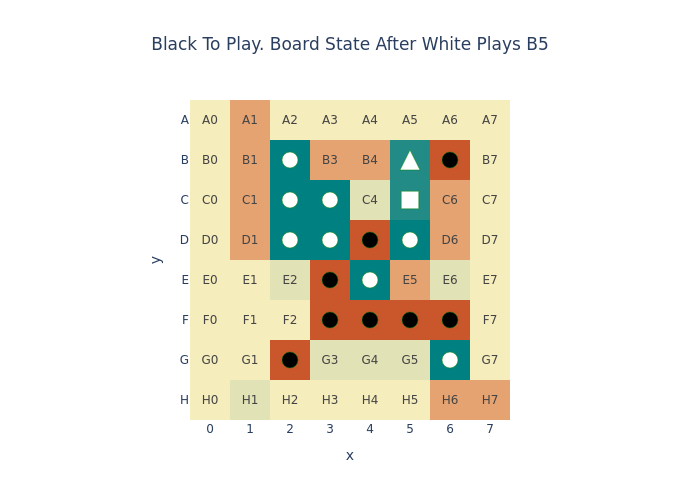 Black To Play. Board State After White Plays B5
A A0 A1 A2 A3 A4 A5 A6 A7
B B0 B1 B3 B4 B7
C C0 C1 C4 C6 C7
D D0 D1 D6 D7
y
E E0 E1 E2 E5 E6 E7
F F0 F1 F2 F7
G G0 G1 G3 G4 G5 G7
H H0 H1 H2 H3 H4 H5 H6 H7
0 1 2 3 4 5 6 7
x